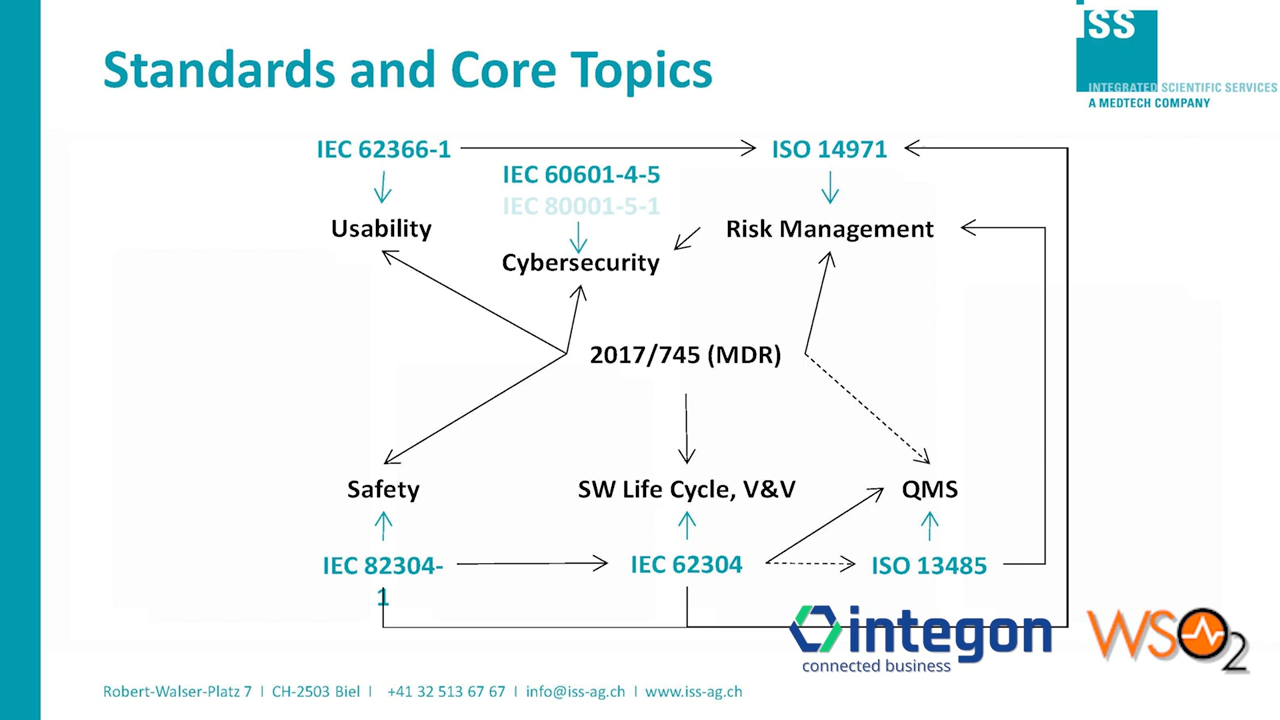 iss
Standards and Core Topics
INTEGRATED SCIENTIFIC SERVICES
A MEDTECH COMPANY
IEC 62366-1
ISO 14971
IEC 60601-4-5
IEC 80001-5-1
Usability
Risk Management
Cybersecurity
2017/745 (MDR)
Safety
SW Life Cycle, V&V
QMS
IEC 82304-
1
IEC 62304
ISO 13485
integon
connected business
WSO2
Robert-Walser-Platz 7 I CH-2503 Biel I +41 32 513 67 67 I info@iss-ag.ch I www.iss-ag.ch